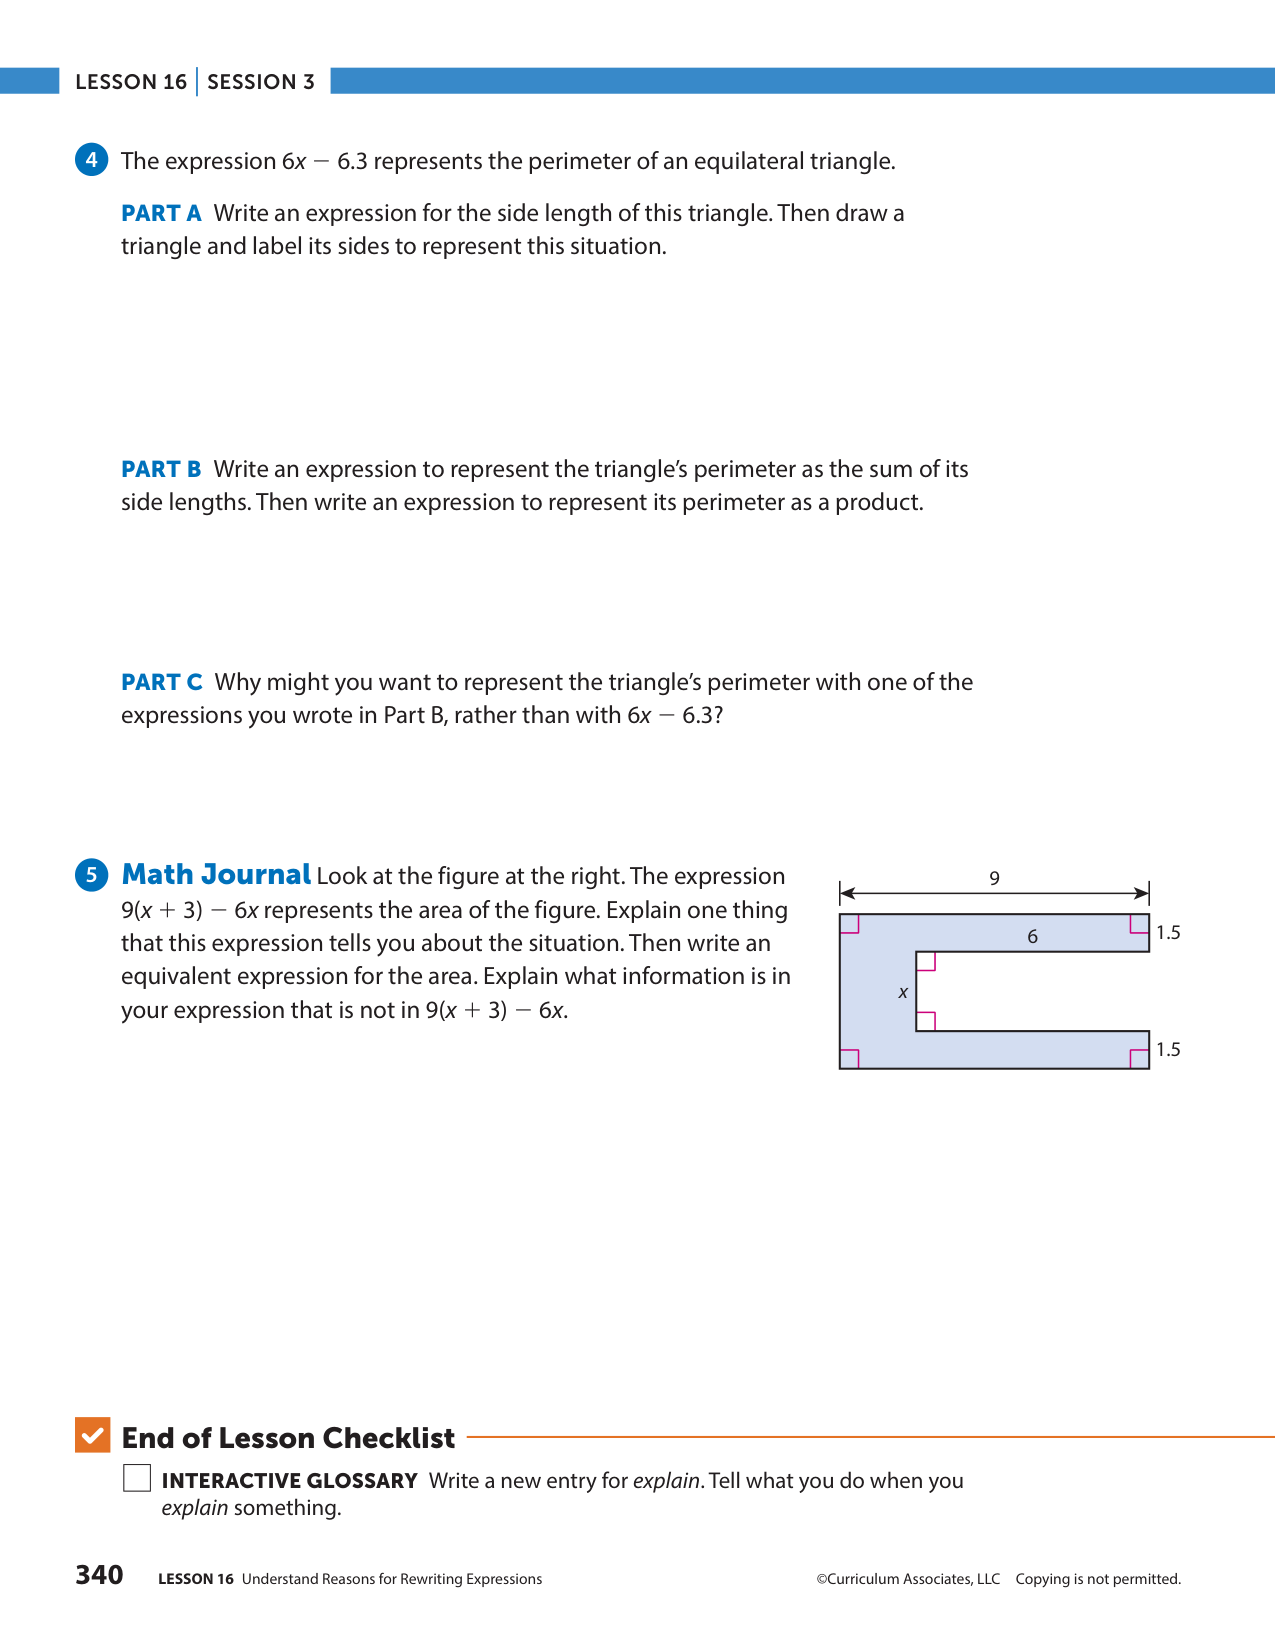 LESSON 16 | SESSION 3
4 The expression 6x − 6.3 represents the perimeter of an equilateral triangle.
PART A Write an expression for the side length of this triangle. Then draw a
triangle and label its sides to represent this situation.
PART B Write an expression to represent the triangle’s perimeter as the sum of its
side lengths. Then write an expression to represent its perimeter as a product.
PART C Why might you want to represent the triangle’s perimeter with one of the
expressions you wrote in Part B, rather than with 6x − 6.3?
5 Math Journal Look at the figure at the right. The expression
9(x + 3) − 6x represents the area of the figure. Explain one thing
that this expression tells you about the situation. Then write an
equivalent expression for the area. Explain what information is in
your expression that is not in 9(x + 3) − 6x.
9
1.5
6
x
1.5
End of Lesson Checklist
INTERACTIVE GLOSSARY Write a new entry for explain. Tell what you do when you
explain something.
340 LESSON 16 Understand Reasons for Rewriting Expressions ©Curriculum Associates, LLC Copying is not permitted.